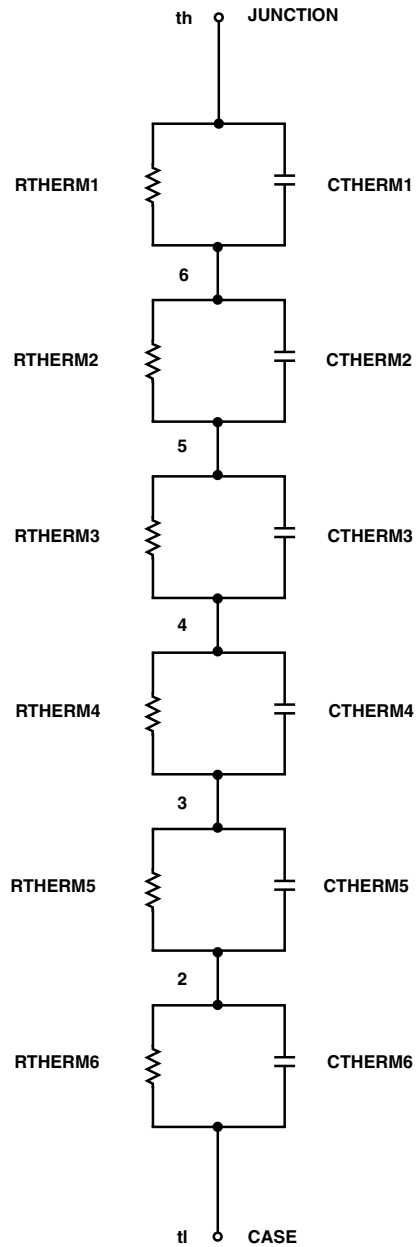 th JUNCTION
RTHERM1 CTHERM1
6
RTHERM2 CTHERM2
5
RTHERM3 CTHERM3
4
RTHERM4 CTHERM4
3
RTHERM5 CTHERM5
2
RTHERM6 CTHERM6
tl CASE